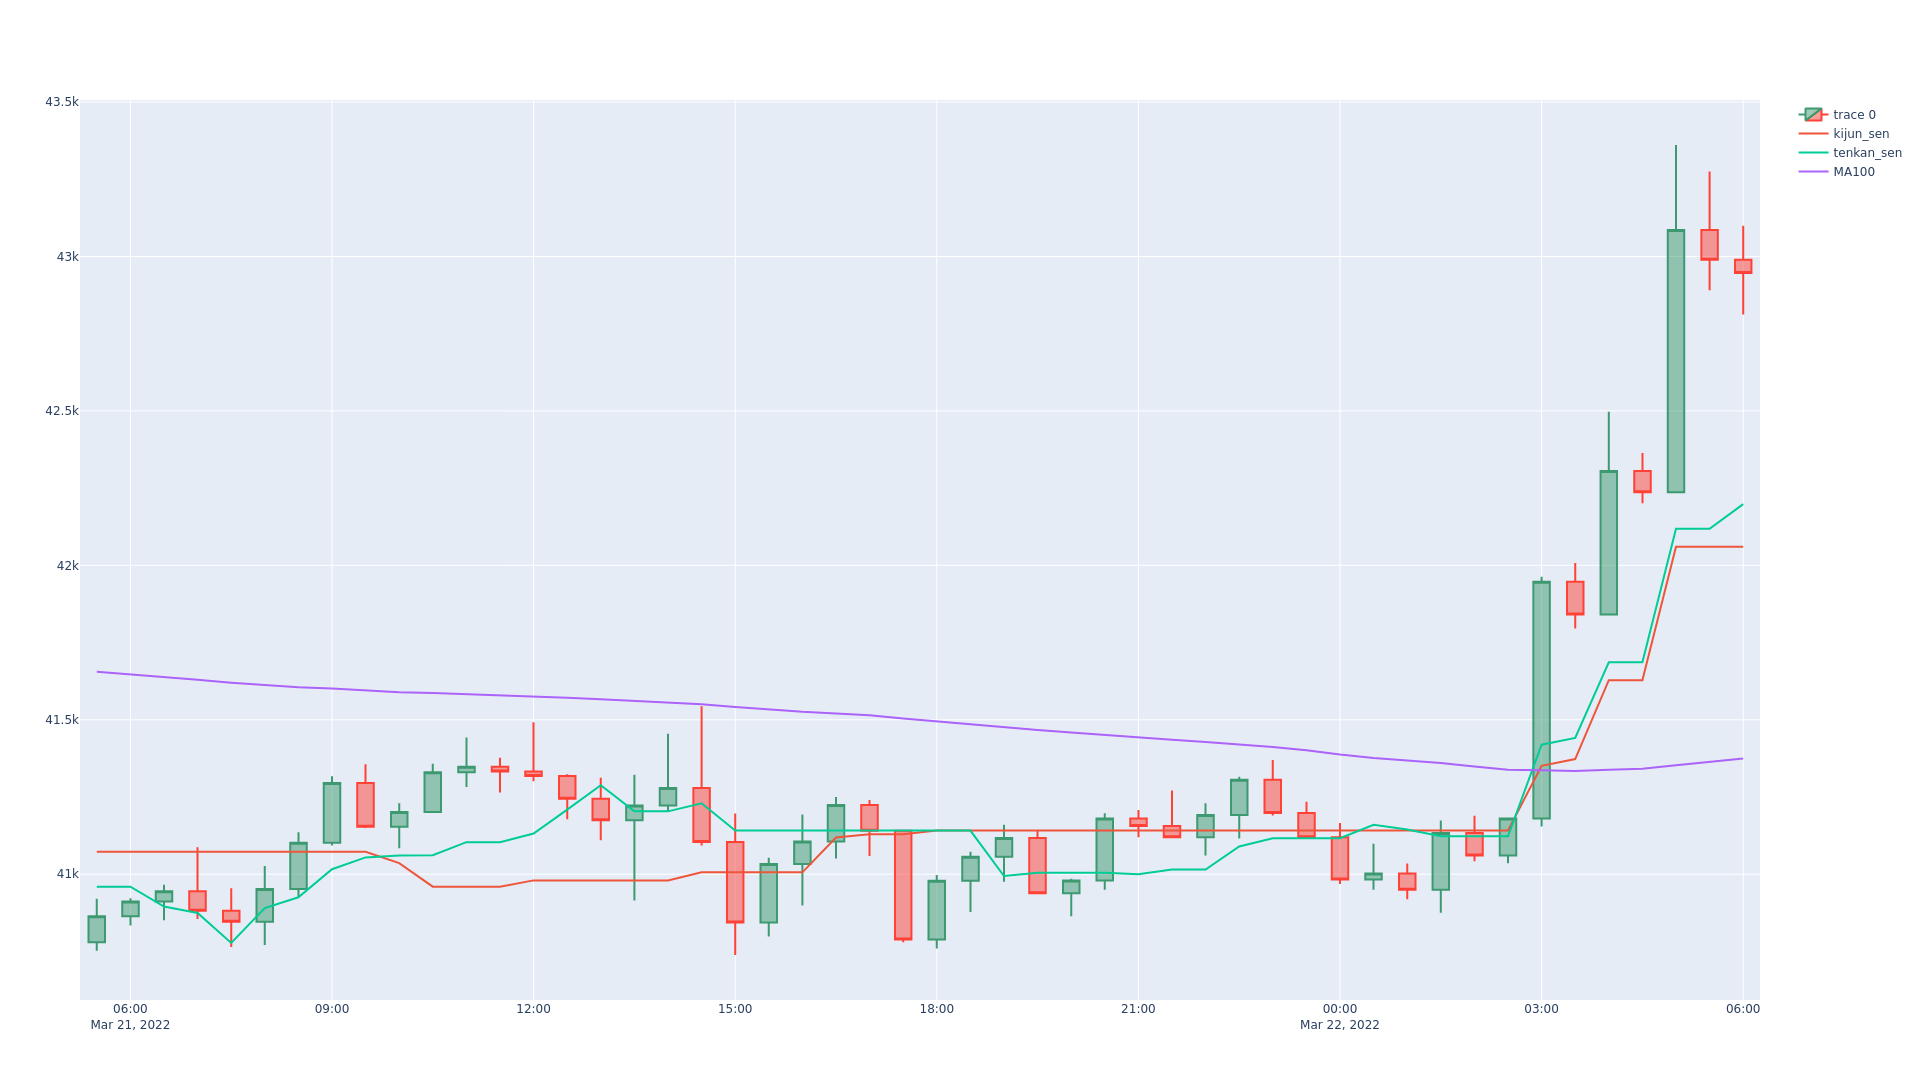 43.5k
43k
42.5k
42k
41.5k
41k
06:00 09:00 12:00 15:00 18:00 21:00 00:00 03:00 06:00
Mar 21, 2022 Mar 22, 2022
trace 0
kijun_sen
tenkan_sen
MA100